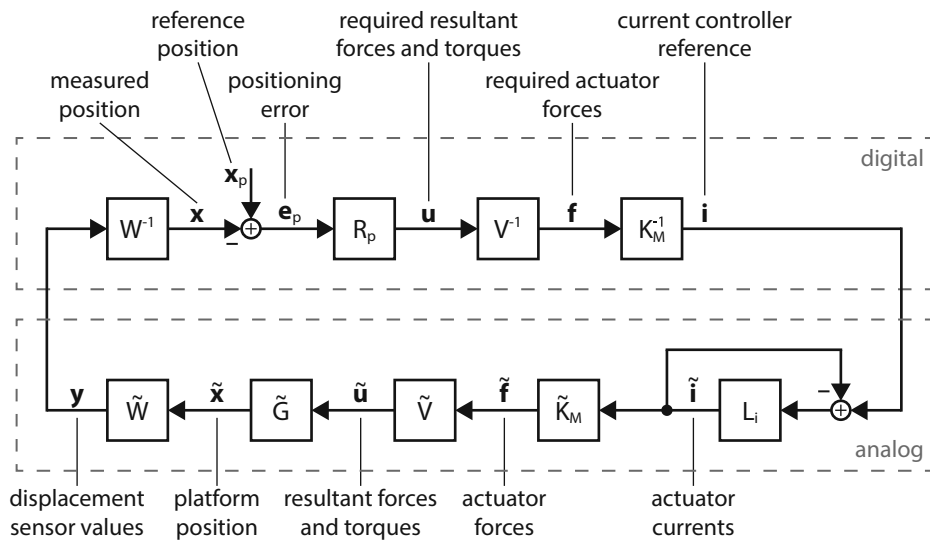 reference
position
required resultant
forces and torques
current controller
reference
measured
position
positioning
error
required actuator
forces
digital
x_p
W⁻¹
x
−
+
e_p
R_p
u
V⁻¹
f
K_M⁻¹
i
y
W̃
x̃
G̃
ũ
Ṽ
f̃
K̃_M
ĩ
L_i
−
+
analog
displacement
sensor values
platform
position
resultant forces
and torques
actuator
forces
actuator
currents